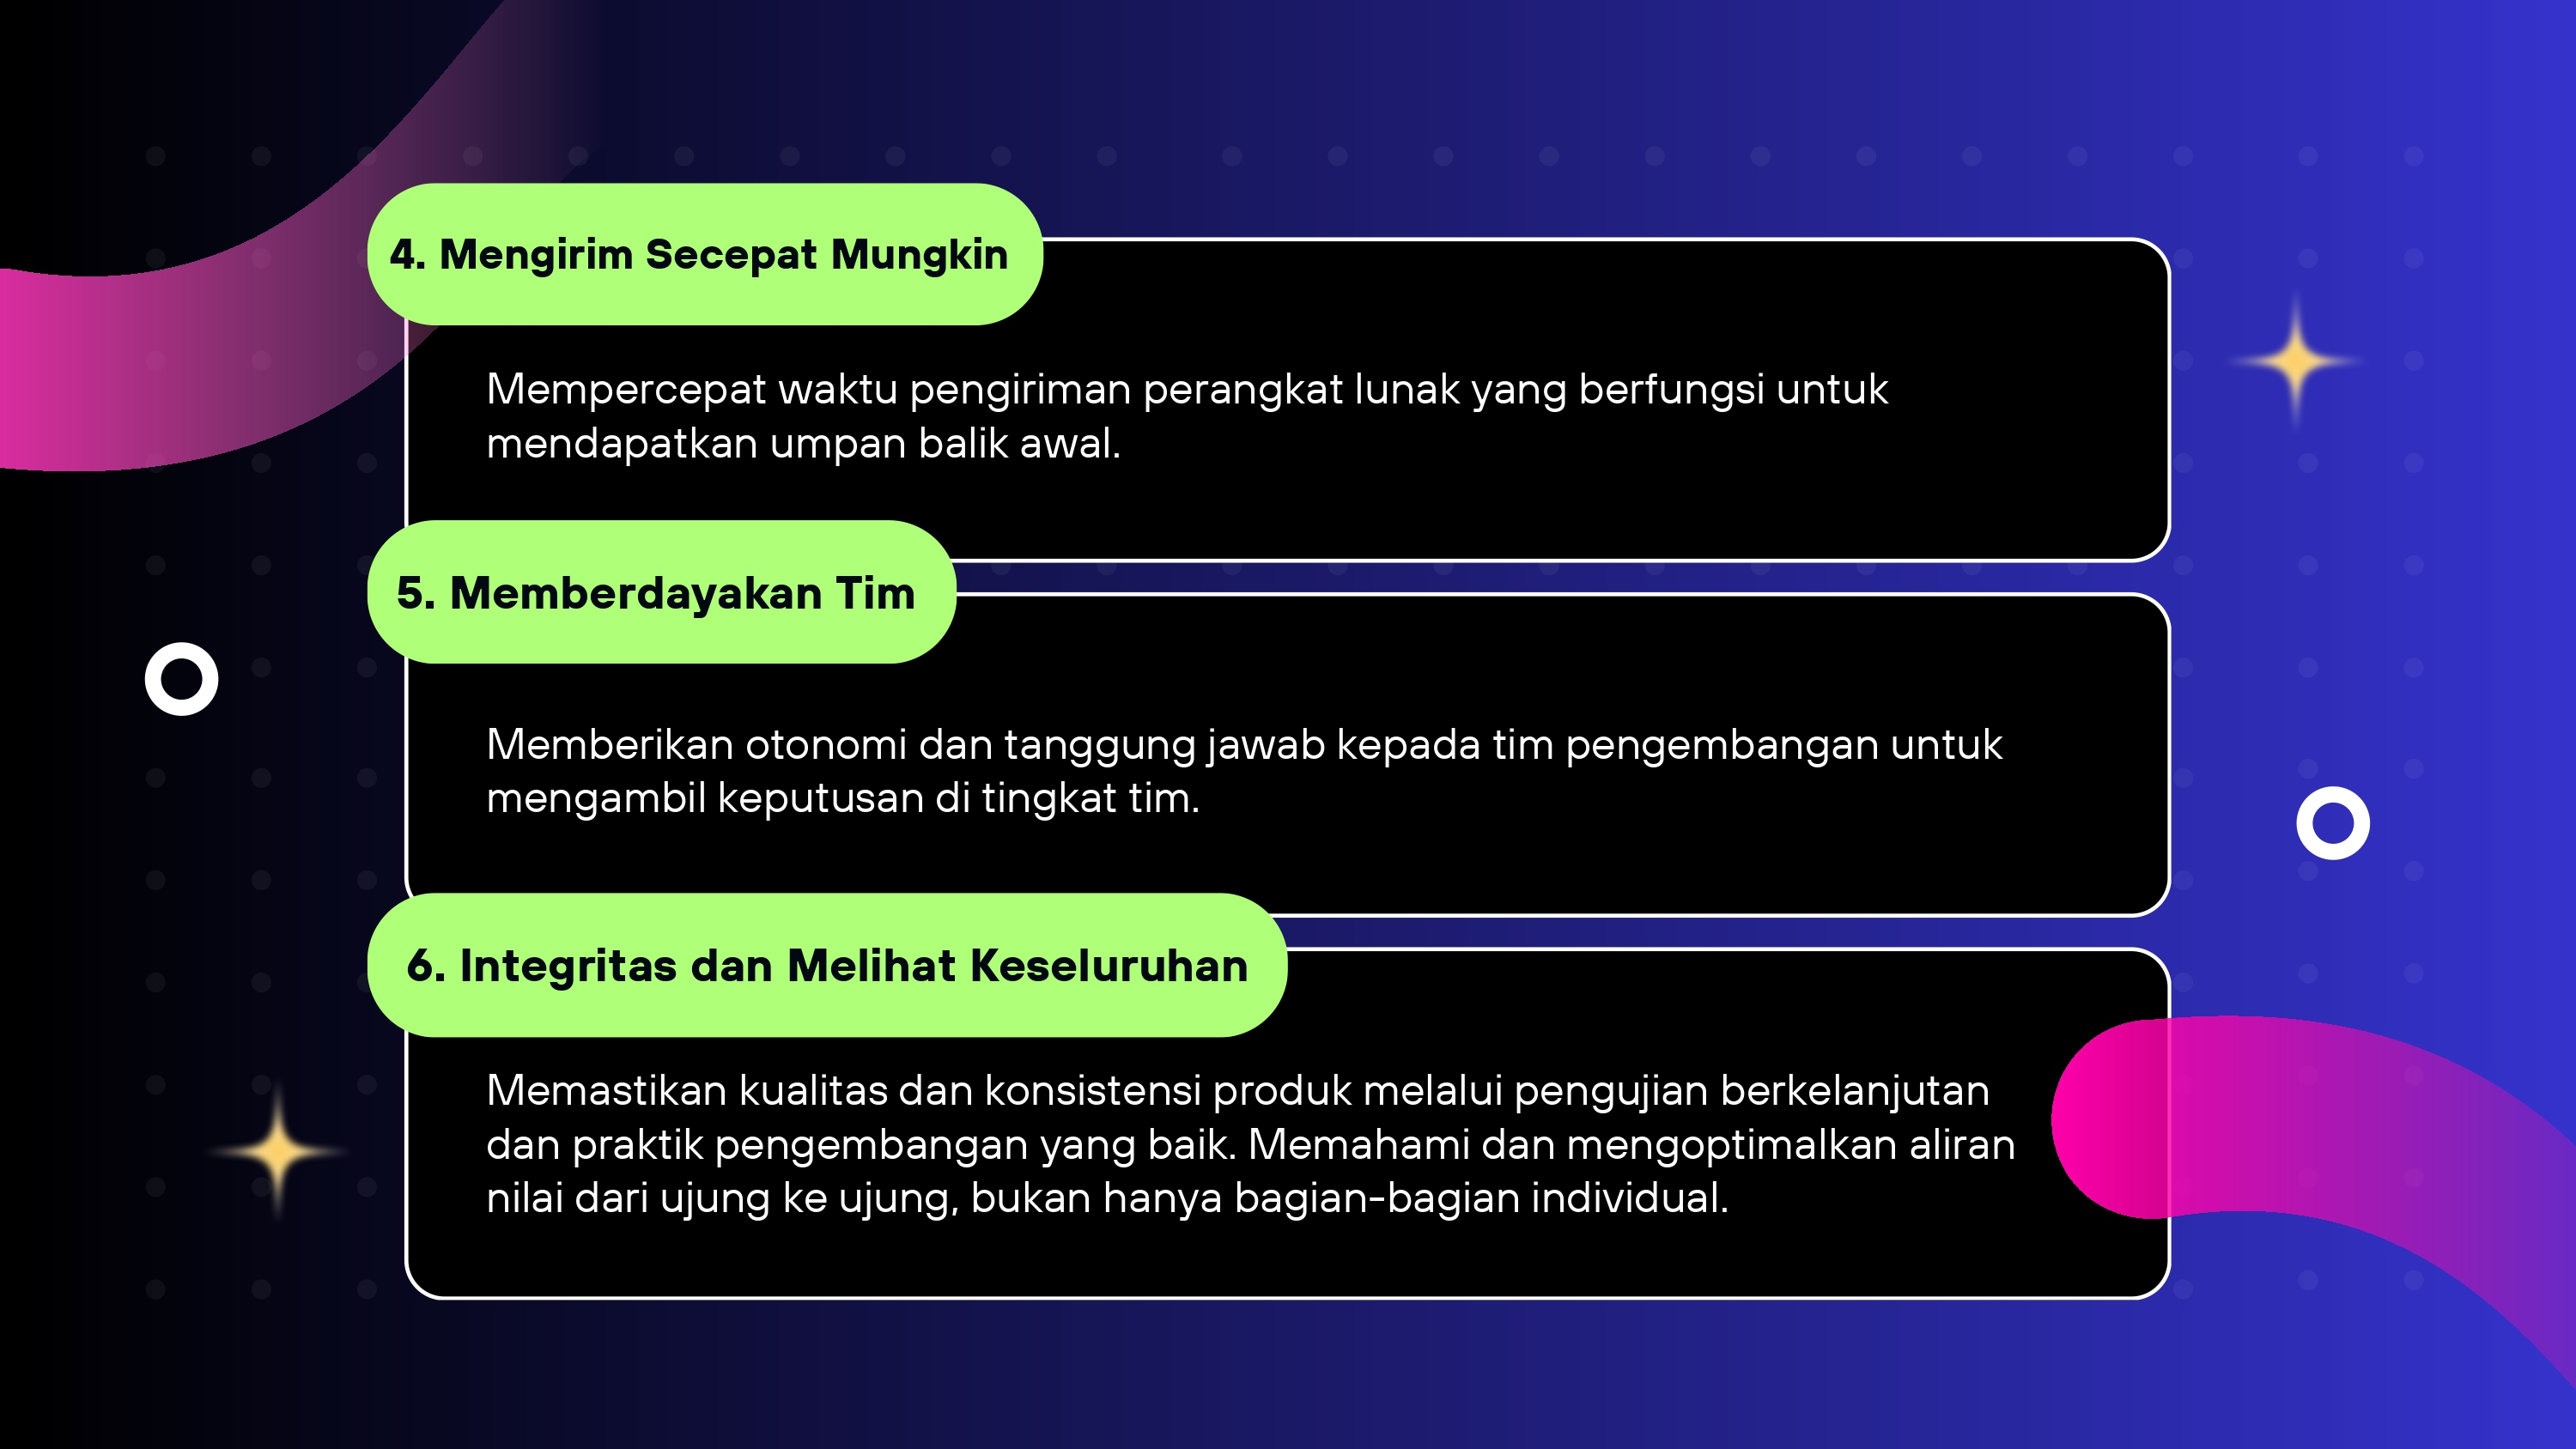 4. Mengirim Secepat Mungkin
Mempercepat waktu pengiriman perangkat lunak yang berfungsi untuk
mendapatkan umpan balik awal.
5. Memberdayakan Tim
Memberikan otonomi dan tanggung jawab kepada tim pengembangan untuk
mengambil keputusan di tingkat tim.
6. Integritas dan Melihat Keseluruhan
Memastikan kualitas dan konsistensi produk melalui pengujian berkelanjutan
dan praktik pengembangan yang baik. Memahami dan mengoptimalkan aliran
nilai dari ujung ke ujung, bukan hanya bagian-bagian individual.